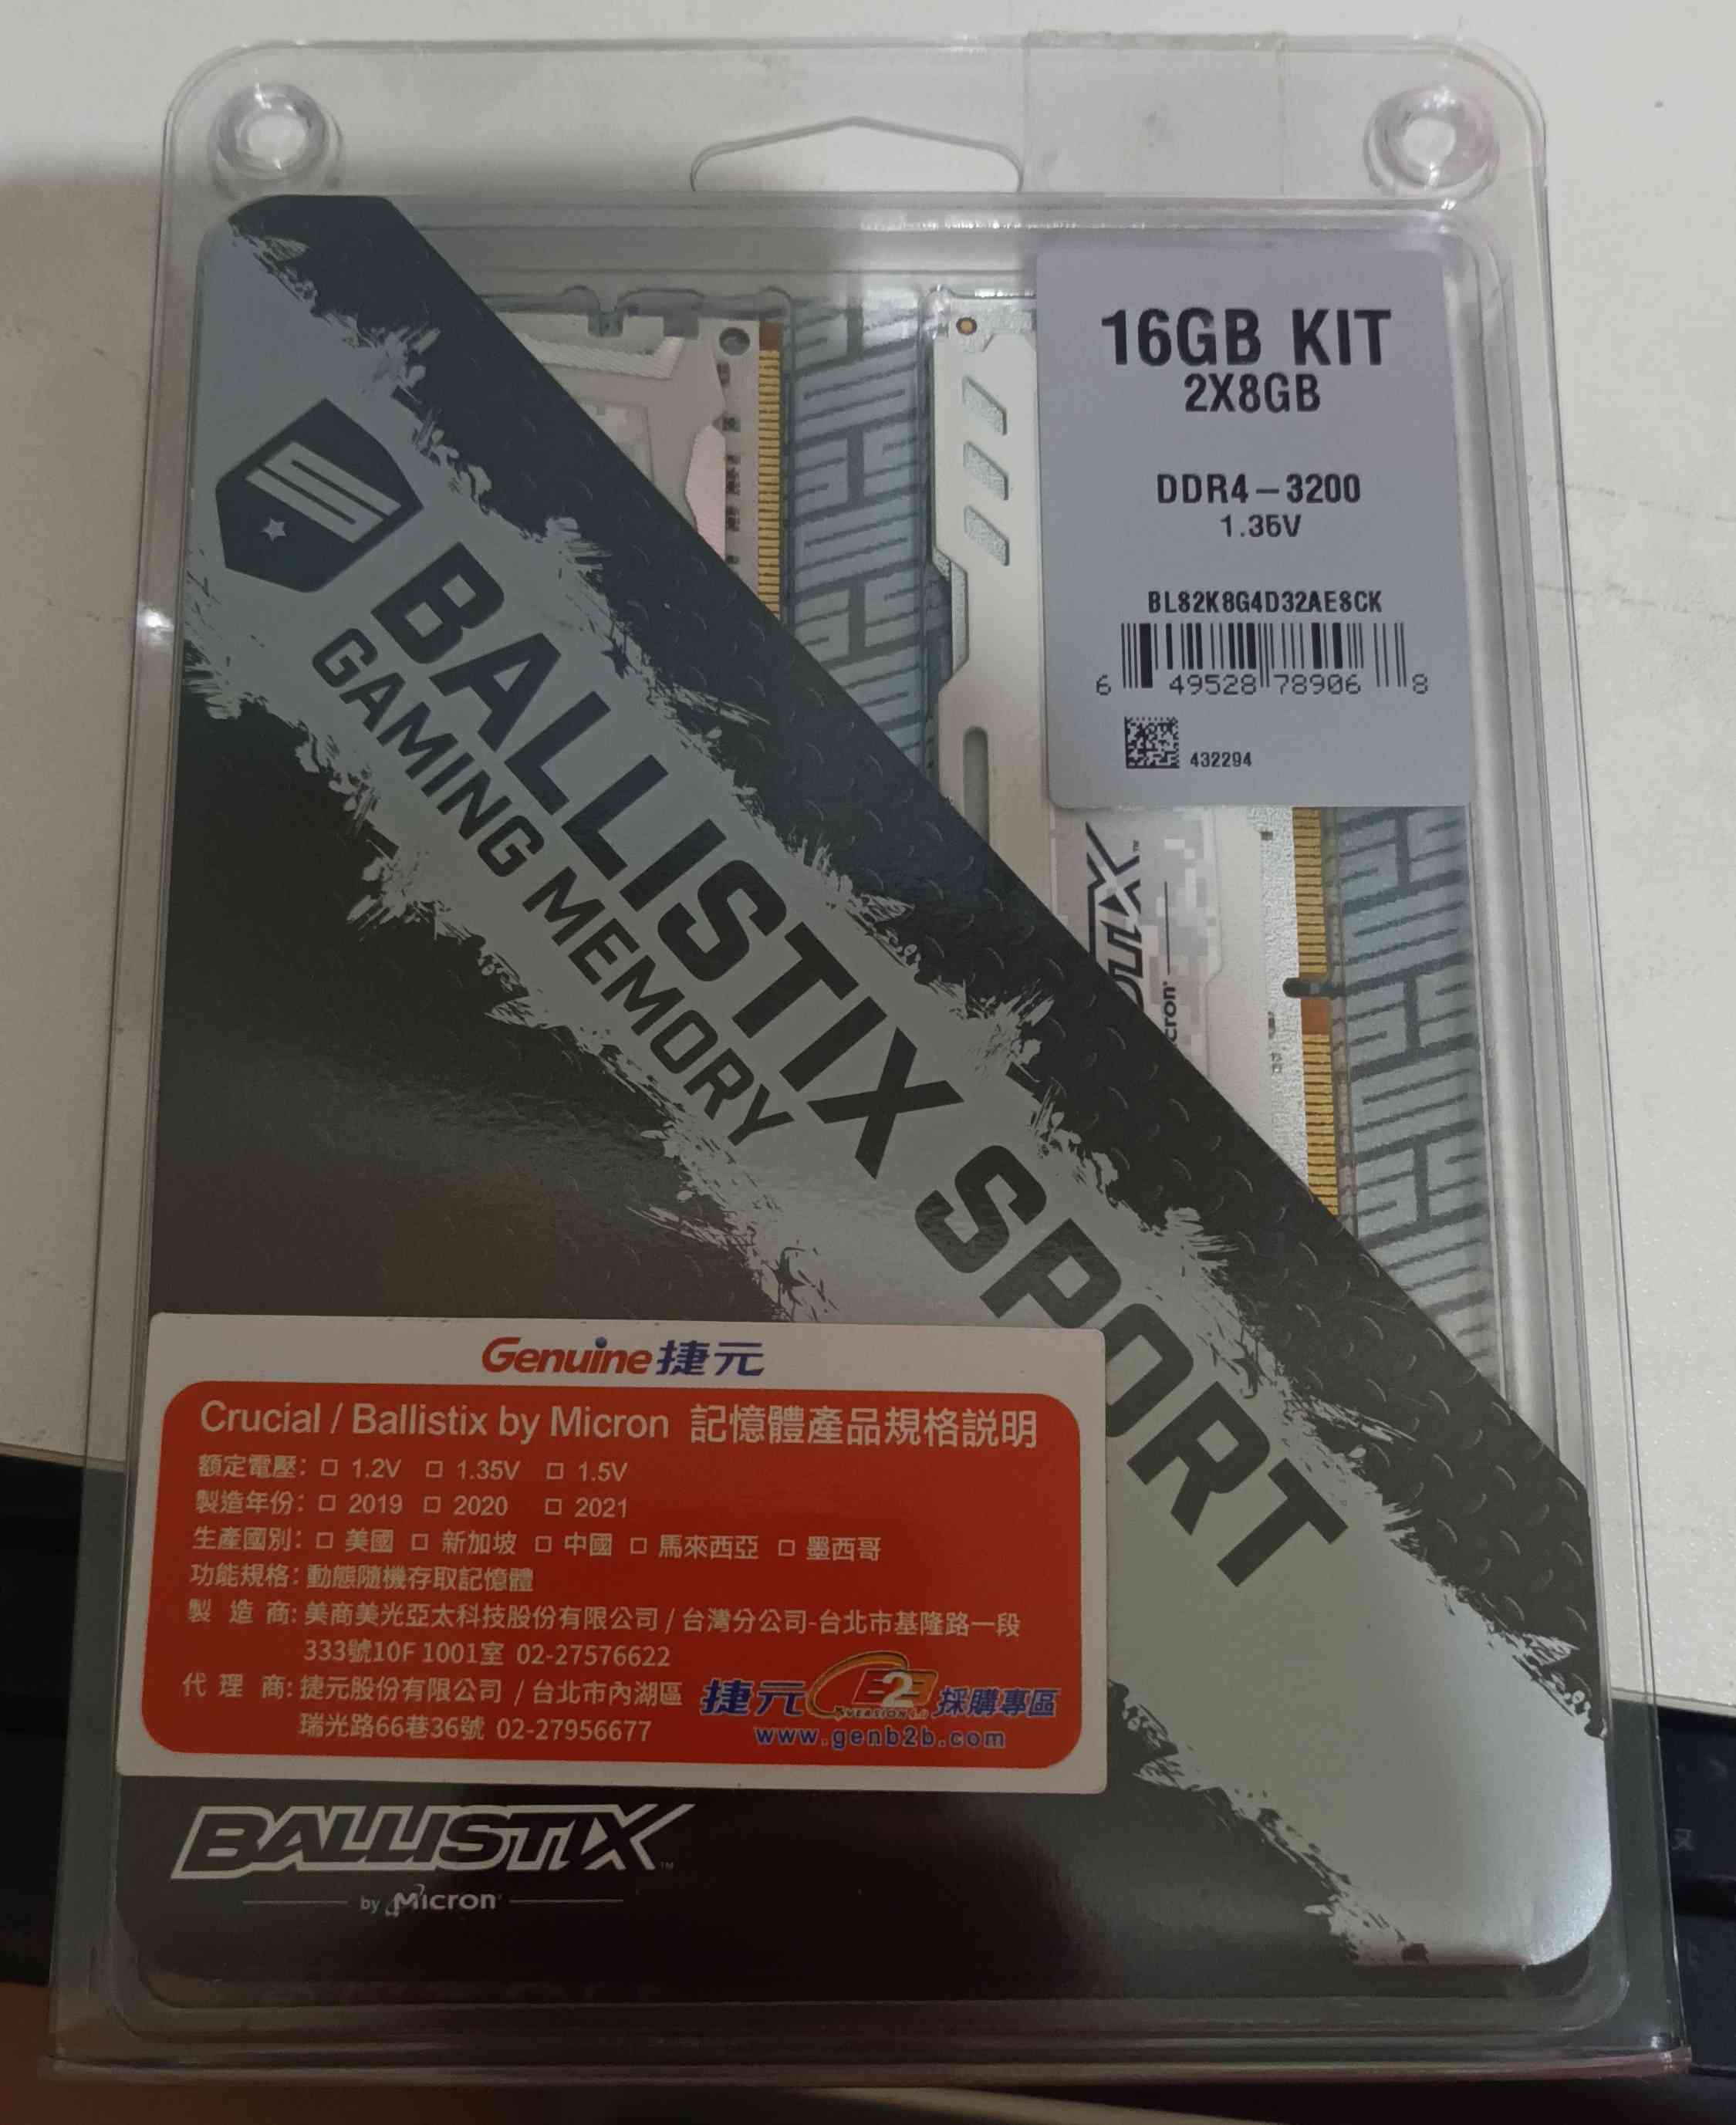 16GB KIT
2X8GB
DDR4-3200
1.35V
BLS2K8G4D32AESCK
6 49528 78906 8
432294
BALLISTIX SPORT
GAMING MEMORY
cron
Genuine捷元
Crucial / Ballistix by Micron 記憶體產品規格説明
額定電壓: □ 1.2V □ 1.35V □ 1.5V
製造年份: □ 2019 □ 2020 □ 2021
生產國別: □ 美國 □ 新加坡 □ 中國 □ 馬來西亞 □ 墨西哥
功能規格: 動態隨機存取記憶體
製 造 商: 美商美光亞太科技股份有限公司 / 台灣分公司-台北市基隆路一段
333號10F 1001室 02-27576622
代 理 商: 捷元股份有限公司 / 台北市內湖區
瑞光路66巷36號 02-27956677
捷元 B2B 採購專區
www.genb2b.com
BALLISTIX™
by Micron